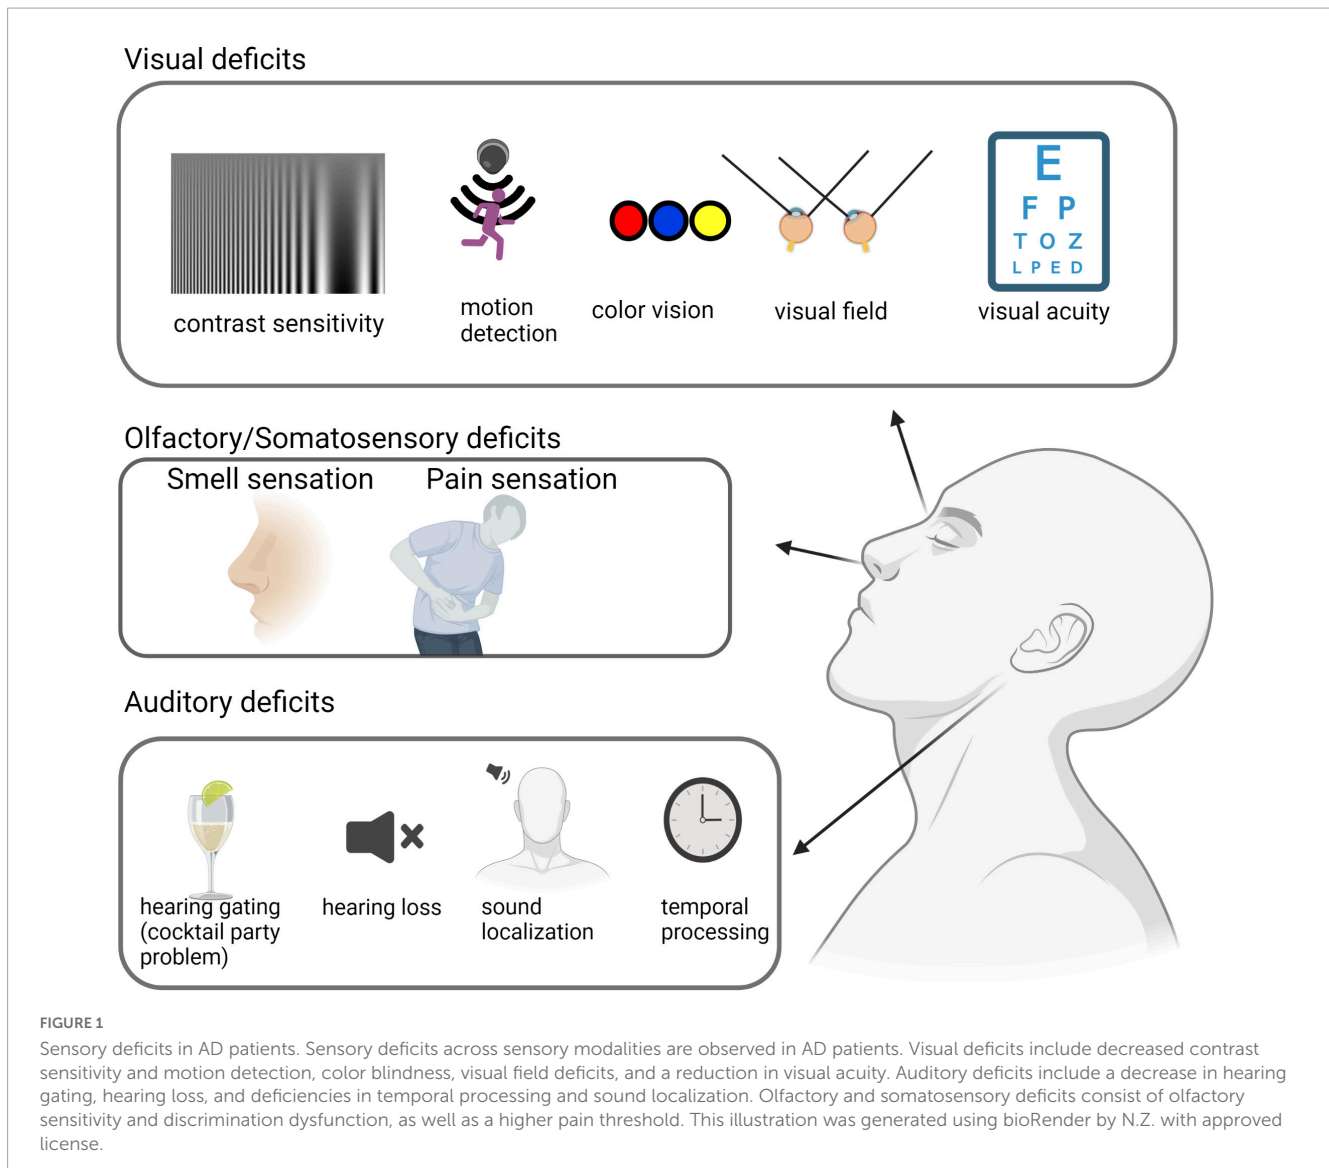 Visual deficits
contrast sensitivity
motion
detection
color vision
visual field
E
F P
T O Z
L P E D
visual acuity
Olfactory/Somatosensory deficits
Smell sensation
Pain sensation
Auditory deficits
hearing gating
(cocktail party
problem)
hearing loss
sound
localization
temporal
processing
FIGURE 1
Sensory deficits in AD patients. Sensory deficits across sensory modalities are observed in AD patients. Visual deficits include decreased contrast
sensitivity and motion detection, color blindness, visual field deficits, and a reduction in visual acuity. Auditory deficits include a decrease in hearing
gating, hearing loss, and deficiencies in temporal processing and sound localization. Olfactory and somatosensory deficits consist of olfactory
sensitivity and discrimination dysfunction, as well as a higher pain threshold. This illustration was generated using bioRender by N.Z. with approved
license.